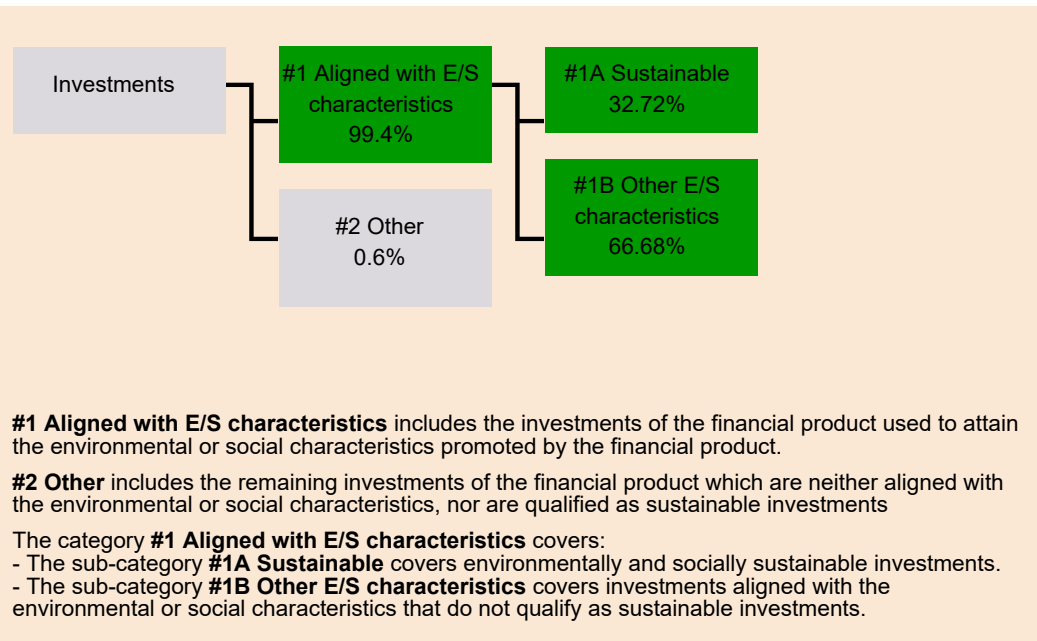 Investments
#1 Aligned with E/S
characteristics
99.4%
#1A Sustainable
32.72%
#1B Other E/S
characteristics
66.68%
#2 Other
0.6%
#1 Aligned with E/S characteristics includes the investments of the financial product used to attain
the environmental or social characteristics promoted by the financial product.
#2 Other includes the remaining investments of the financial product which are neither aligned with
the environmental or social characteristics, nor are qualified as sustainable investments
The category #1 Aligned with E/S characteristics covers:
- The sub-category #1A Sustainable covers environmentally and socially sustainable investments.
- The sub-category #1B Other E/S characteristics covers investments aligned with the
environmental or social characteristics that do not qualify as sustainable investments.